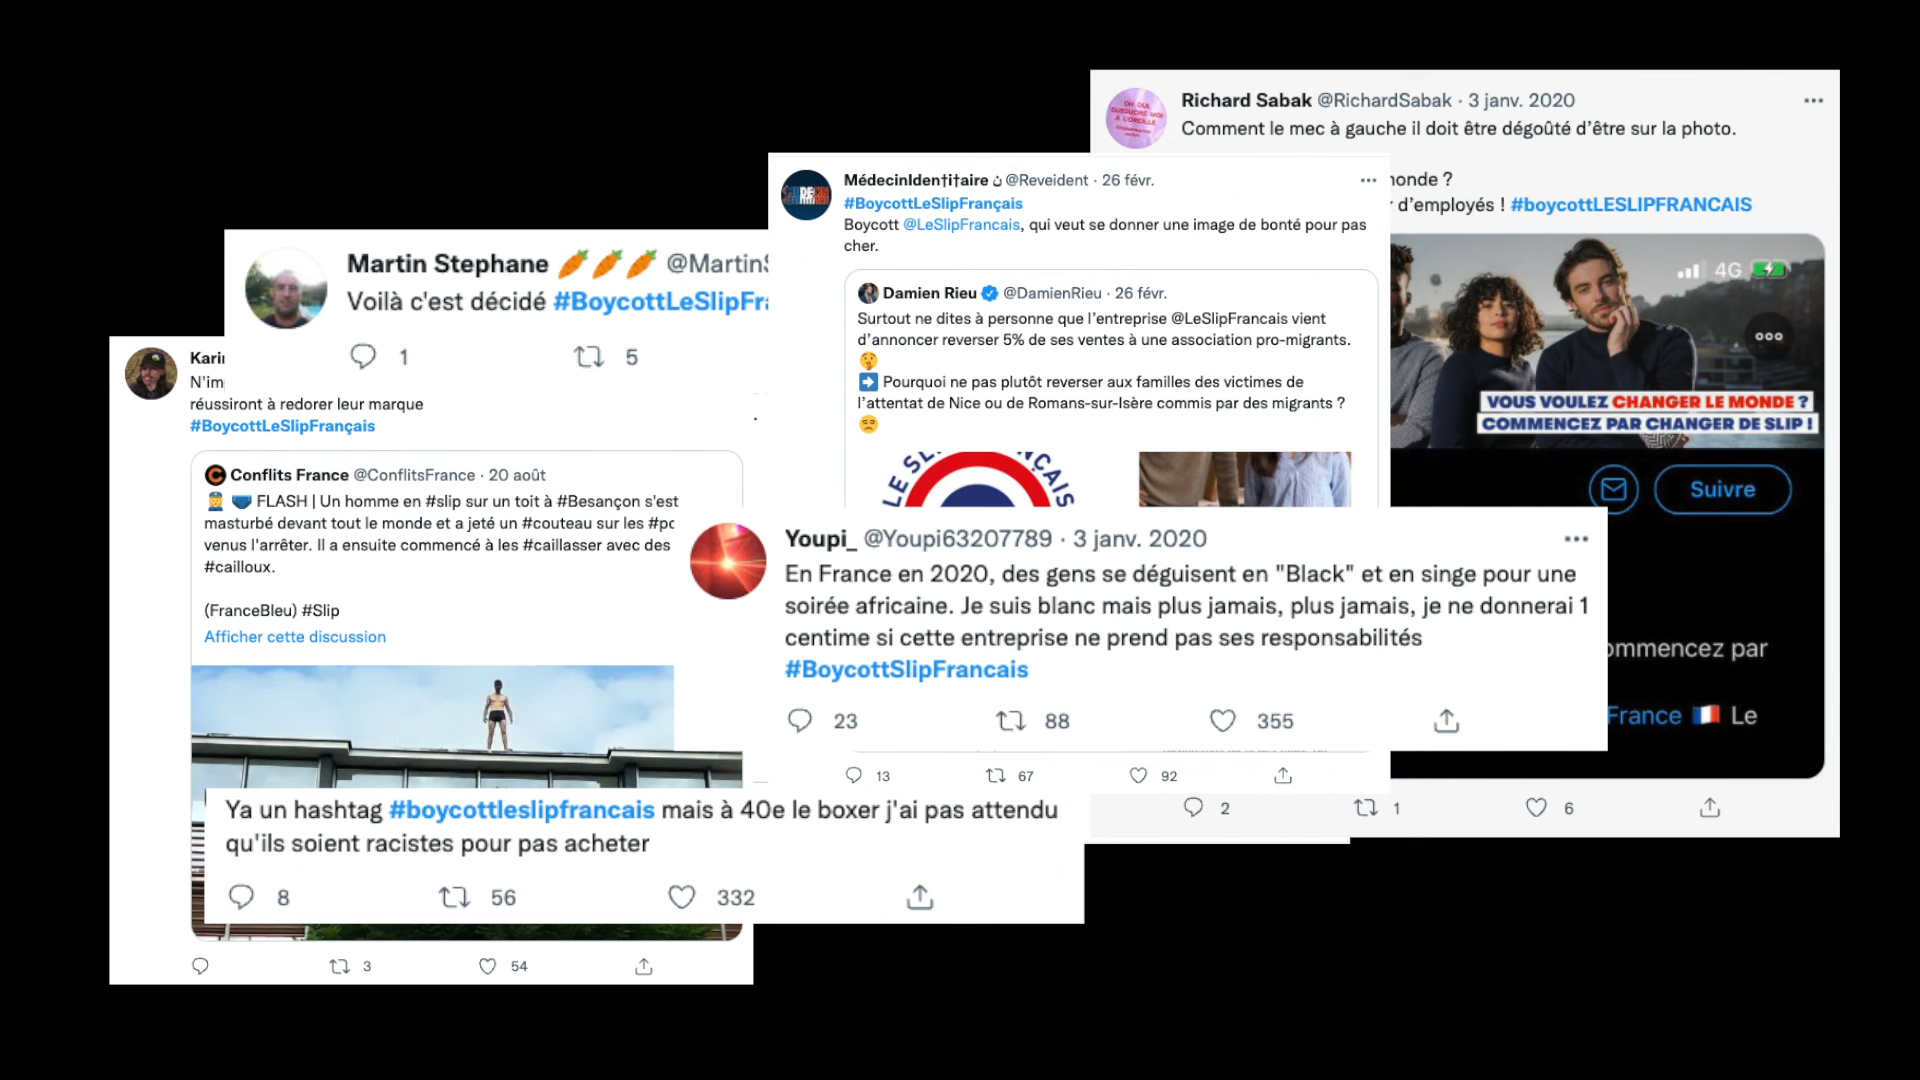 Richard Sabak @RichardSabak · 3 janv. 2020
Comment le mec à gauche il doit être dégoûté d'être sur la photo.
monde ?
d'employés ! #boycottLESLIPFRANCAIS
4G
VOUS VOULEZ CHANGER LE MONDE ?
COMMENCEZ PAR CHANGER DE SLIP !
Suivre
ommencez par
France 🇫🇷 Le
2 1 6
MédecinIden†i†aire ن @Reveident · 26 févr.
#BoycottLeSlipFrançais
Boycott @LeSlipFrancais, qui veut se donner une image de bonté pour pas
cher.
Damien Rieu @DamienRieu · 26 févr.
Surtout ne dites à personne que l'entreprise @LeSlipFrancais vient
d'annoncer reverser 5% de ses ventes à une association pro-migrants.
🤫
➡️ Pourquoi ne pas plutôt reverser aux familles des victimes de
l'attentat de Nice ou de Romans-sur-Isère commis par des migrants ?
😒
LE SL NÇAIS
13 67 92
Martin Stephane 🥕🥕🥕 @MartinS
Voilà c'est décidé #BoycottLeSlipFra
1 5
Karin
N'im
réussiront à redorer leur marque
#BoycottLeSlipFrançais
Conflits France @ConflitsFrance · 20 août
👮 🩲 FLASH | Un homme en #slip sur un toit à #Besançon s'est
masturbé devant tout le monde et a jeté un #couteau sur les #po
venus l'arrêter. Il a ensuite commencé à les #caillasser avec des
#cailloux.
(FranceBleu) #Slip
Afficher cette discussion
3 54
Youpi_ @Youpi63207789 · 3 janv. 2020
En France en 2020, des gens se déguisent en "Black" et en singe pour une
soirée africaine. Je suis blanc mais plus jamais, plus jamais, je ne donnerai 1
centime si cette entreprise ne prend pas ses responsabilités
#BoycottSlipFrancais
23 88 355
Ya un hashtag #boycottleslipfrancais mais à 40e le boxer j'ai pas attendu
qu'ils soient racistes pour pas acheter
8 56 332